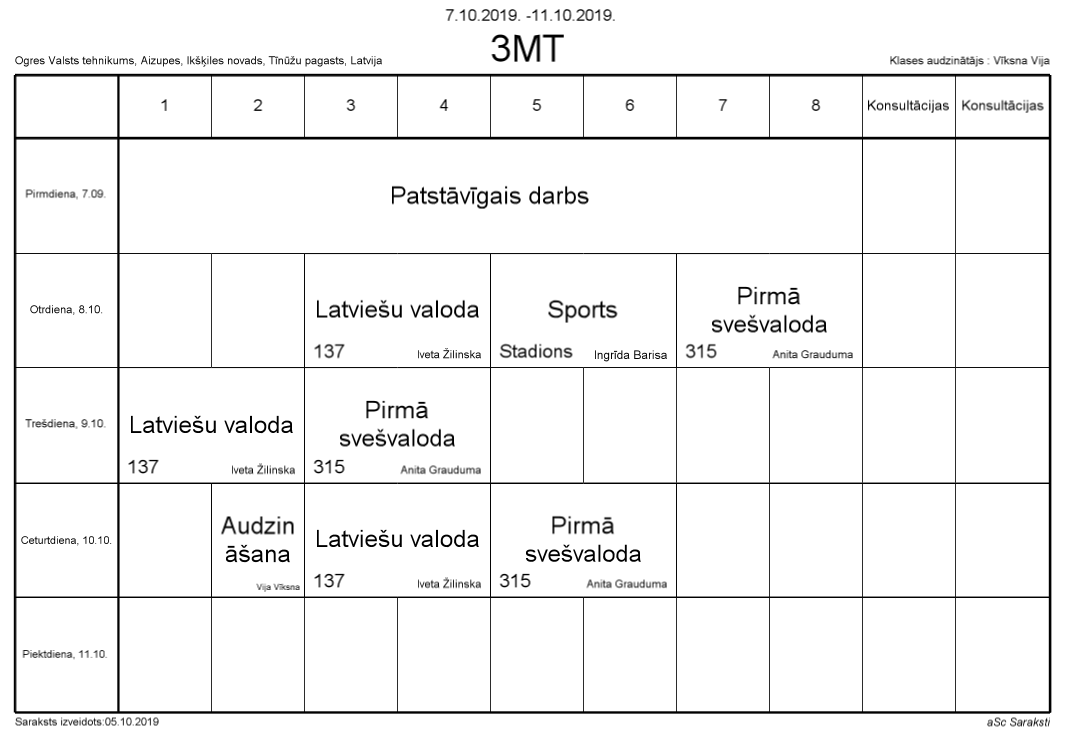 7.10.2019. -11.10.2019.
3MT
Ogres Valsts tehnikums, Aizupes, Ikšķiles novads, Tīnūžu pagasts, Latvija
Klases audzinātājs : Vīksna Vija
1 2 3 4 5 6 7 8 Konsultācijas Konsultācijas
Pirmdiena, 7.09.
Patstāvīgais darbs
Otrdiena, 8.10.
Latviešu valoda
137 Iveta Žilinska
Sports
Stadions Ingrīda Barisa
Pirmā
svešvaloda
315 Anita Grauduma
Trešdiena, 9.10.
Latviešu valoda
137 Iveta Žilinska
Pirmā
svešvaloda
315 Anita Grauduma
Ceturtdiena, 10.10.
Audzin
āšana
Vija Vīksna
Latviešu valoda
137 Iveta Žilinska
Pirmā
svešvaloda
315 Anita Grauduma
Piektdiena, 11.10.
Saraksts izveidots:05.10.2019
aSc Saraksti